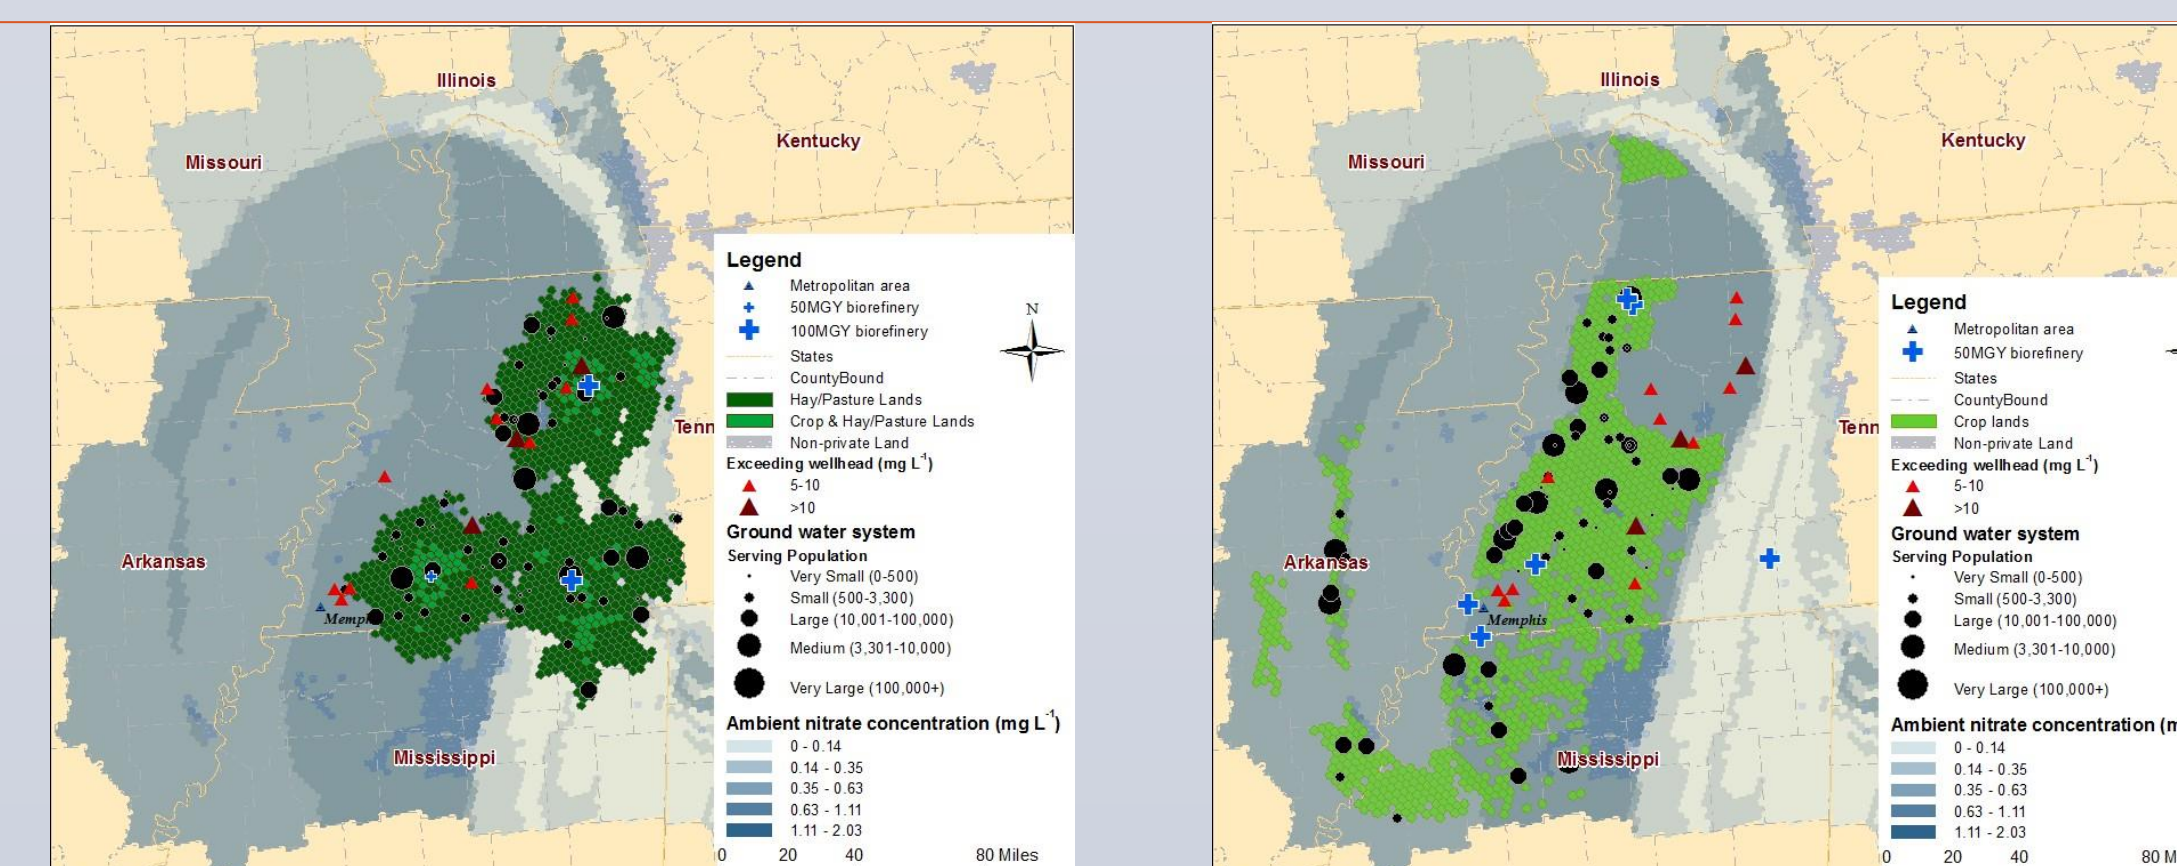 Illinois
Kentucky
Missouri
Legend
Metropolitan area
50MGY biorefinery
100MGY biorefinery
States
CountyBound
Hay/Pasture Lands
Crop & Hay/Pasture Lands
Non-private Land
Exceeding wellhead (mg L-1)
5-10
>10
Ground water system
Serving Population
Very Small (0-500)
Small (500-3,300)
Large (10,001-100,000)
Medium (3,301-10,000)
Very Large (100,000+)
Ambient nitrate concentration (mg L-1)
0 - 0.14
0.14 - 0.35
0.35 - 0.63
0.63 - 1.11
1.11 - 2.03
0 20 40 80 Miles
N
Tenn
Arkansas
Memph
Mississippi
Illinois
Kentucky
Missouri
Legend
Metropolitan area
50MGY biorefinery
States
CountyBound
Crop lands
Non-private Land
Exceeding wellhead (mg L-1)
5-10
>10
Ground water system
Serving Population
Very Small (0-500)
Small (500-3,300)
Large (10,001-100,000)
Medium (3,301-10,000)
Very Large (100,000+)
Ambient nitrate concentration (m
0 - 0.14
0.14 - 0.35
0.35 - 0.63
0.63 - 1.11
1.11 - 2.03
0 20 40 80 M
Tenn
Arkansas
Memphis
Mississippi